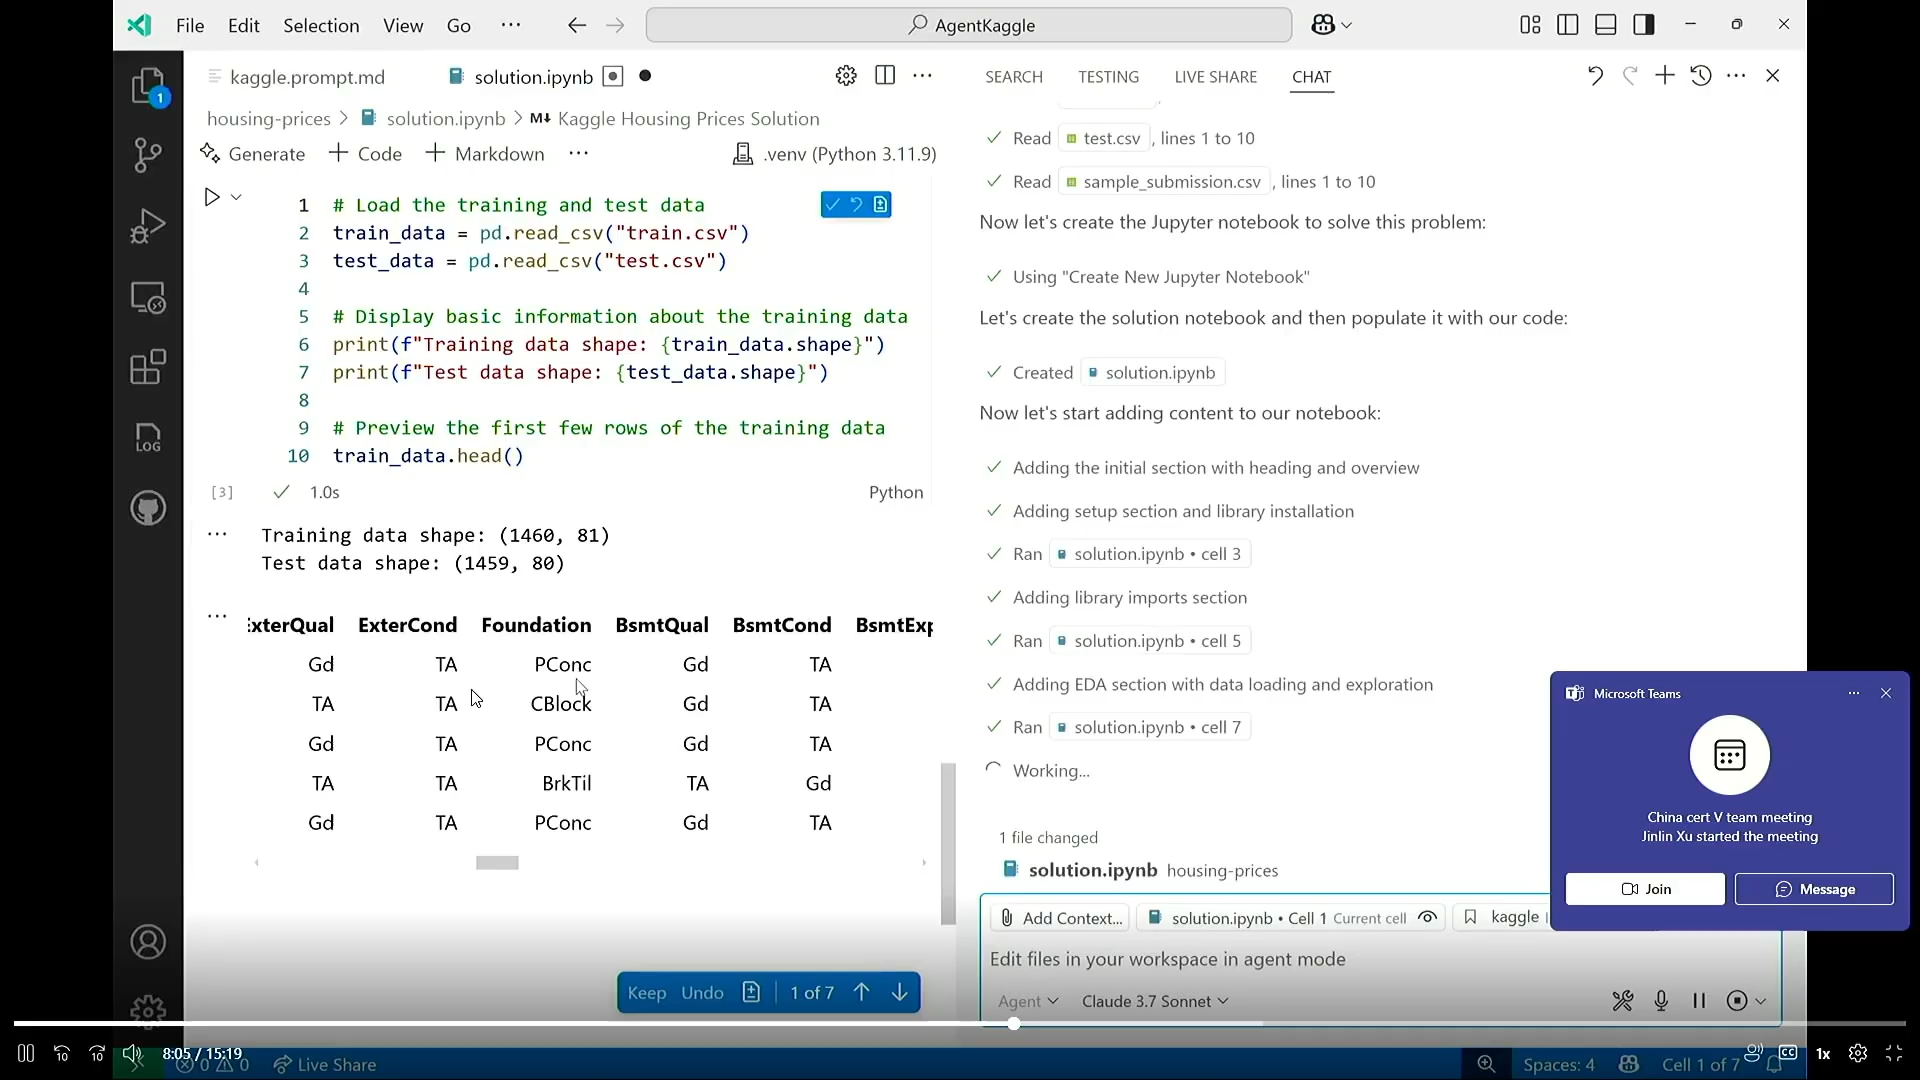 File Edit Selection View Go ··· AgentKaggle
kaggle.prompt.md solution.ipynb
housing-prices > solution.ipynb > M↓ Kaggle Housing Prices Solution
Generate + Code + Markdown ··· .venv (Python 3.11.9)
1 # Load the training and test data
2 train_data = pd.read_csv("train.csv")
3 test_data = pd.read_csv("test.csv")
4
5 # Display basic information about the training data
6 print(f"Training data shape: {train_data.shape}")
7 print(f"Test data shape: {test_data.shape}")
8
9 # Preview the first few rows of the training data
10 train_data.head()
[3] ✓ 1.0s Python
Training data shape: (1460, 81)
Test data shape: (1459, 80)
xterQual ExterCond Foundation BsmtQual BsmtCond BsmtExp
Gd TA PConc Gd TA
TA TA CBlock Gd TA
Gd TA PConc Gd TA
TA TA BrkTil TA Gd
Gd TA PConc Gd TA
Keep Undo 1 of 7
1
LOG
SEARCH TESTING LIVE SHARE CHAT
✓ Read test.csv , lines 1 to 10
✓ Read sample_submission.csv , lines 1 to 10
Now let's create the Jupyter notebook to solve this problem:
✓ Using "Create New Jupyter Notebook"
Let's create the solution notebook and then populate it with our code:
✓ Created solution.ipynb
Now let's start adding content to our notebook:
✓ Adding the initial section with heading and overview
✓ Adding setup section and library installation
✓ Ran solution.ipynb • cell 3
✓ Adding library imports section
✓ Ran solution.ipynb • cell 5
✓ Adding EDA section with data loading and exploration
✓ Ran solution.ipynb • cell 7
Working...
1 file changed
solution.ipynb housing-prices
Add Context... solution.ipynb • Cell 1 Current cell kaggle
Edit files in your workspace in agent mode
Agent Claude 3.7 Sonnet
Microsoft Teams
China cert V team meeting
Jinlin Xu started the meeting
Join Message
10 10 8:05 / 15:19 CC 1x
0 0 Live Share Spaces: 4 Cell 1 of 7